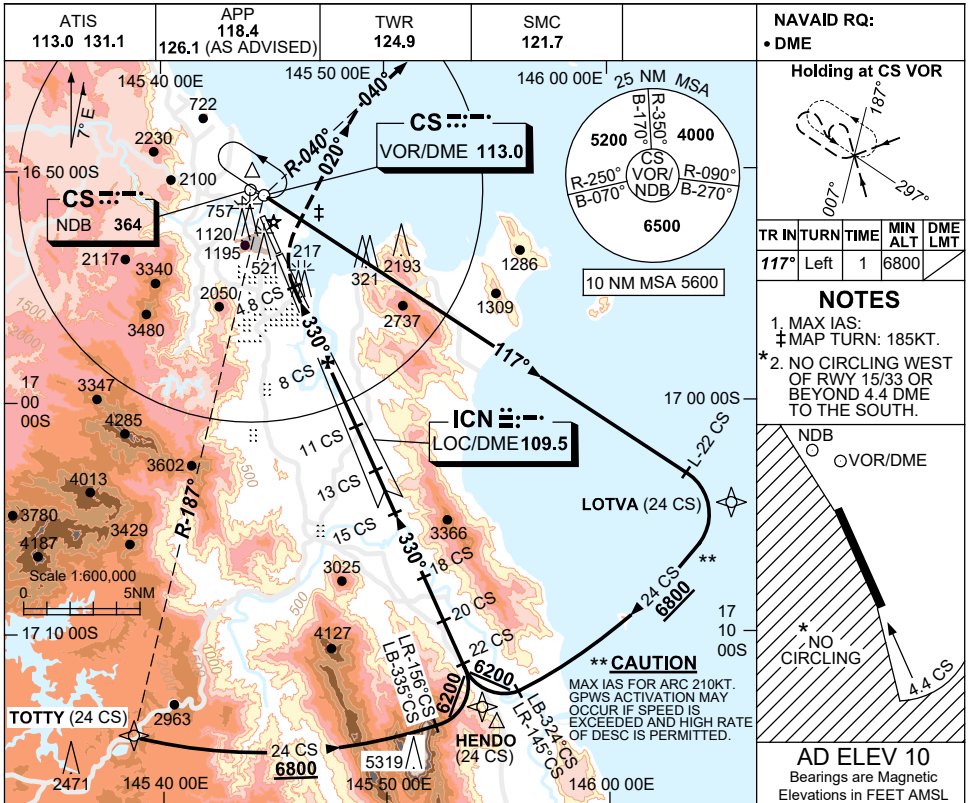 ATIS
113.0 131.1
APP
118.4
126.1 (AS ADVISED)
TWR
124.9
SMC
121.7
NAVAID RQ:
• DME
145 40 00E
145 50 00E
146 00 00E
7° E
722
2230
16 50 00S
2100
CS
NDB 364
757
1120
1195
521
217
2117
3340
3480
2050
4.8 CS
R-040°
020°
-040°
CS
VOR/DME 113.0
‡
321
2193
2737
1286
1309
25 NM MSA
R-350°
B-170°
5200
4000
CS
VOR/
NDB
R-250°
B-070°
R-090°
B-270°
6500
10 NM MSA 5600
Holding at CS VOR
187°
297°
007°
TR IN TURN TIME MIN ALT DME LMT
117° Left 1 6800
NOTES
1. MAX IAS:
‡ MAP TURN: 185KT.
* 2. NO CIRCLING WEST
OF RWY 15/33 OR
BEYOND 4.4 DME
TO THE SOUTH.
1500
2000
330°
8 CS
117°
17
00
00S
17 00 00S
3347
4285
11 CS
ICN
LOC/DME 109.5
L-22 CS
3602
4013
500
13 CS
LOTVA (24 CS)
3780
4187
3429
R-187°
15 CS
330°
3366
18 CS
**
24 CS
6800
Scale 1:600,000
0 5NM
3025
500
20 CS
17 10 00S
17
10
00S
4127
22 CS
1000
LR-156°CS
LB-335°CS
6200
6200
** CAUTION
MAX IAS FOR ARC 210KT.
GPWS ACTIVATION MAY
OCCUR IF SPEED IS
EXCEEDED AND HIGH RATE
OF DESC IS PERMITTED.
LB-324°CS
LR-145°CS
TOTTY (24 CS)
2963
24 CS
6800
5319
HENDO
(24 CS)
2471
145 40 00E
145 50 00E
146 00 00E
NDB
VOR/DME
*
NO
CIRCLING
4.4 CS
AD ELEV 10
Bearings are Magnetic
Elevations in FEET AMSL